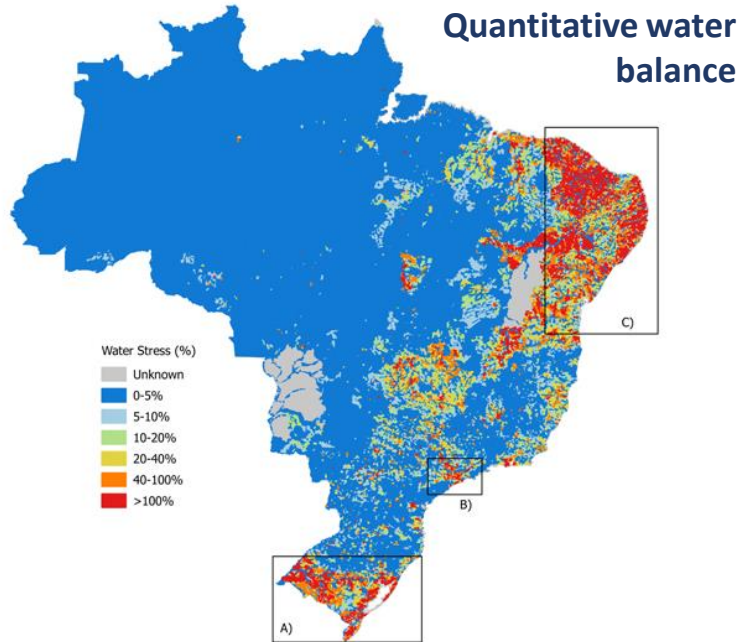 Quantitative water
balance
C)
Water Stress (%)
Unknown
0-5%
5-10%
10-20%
20-40%
40-100%
>100%
B)
A)